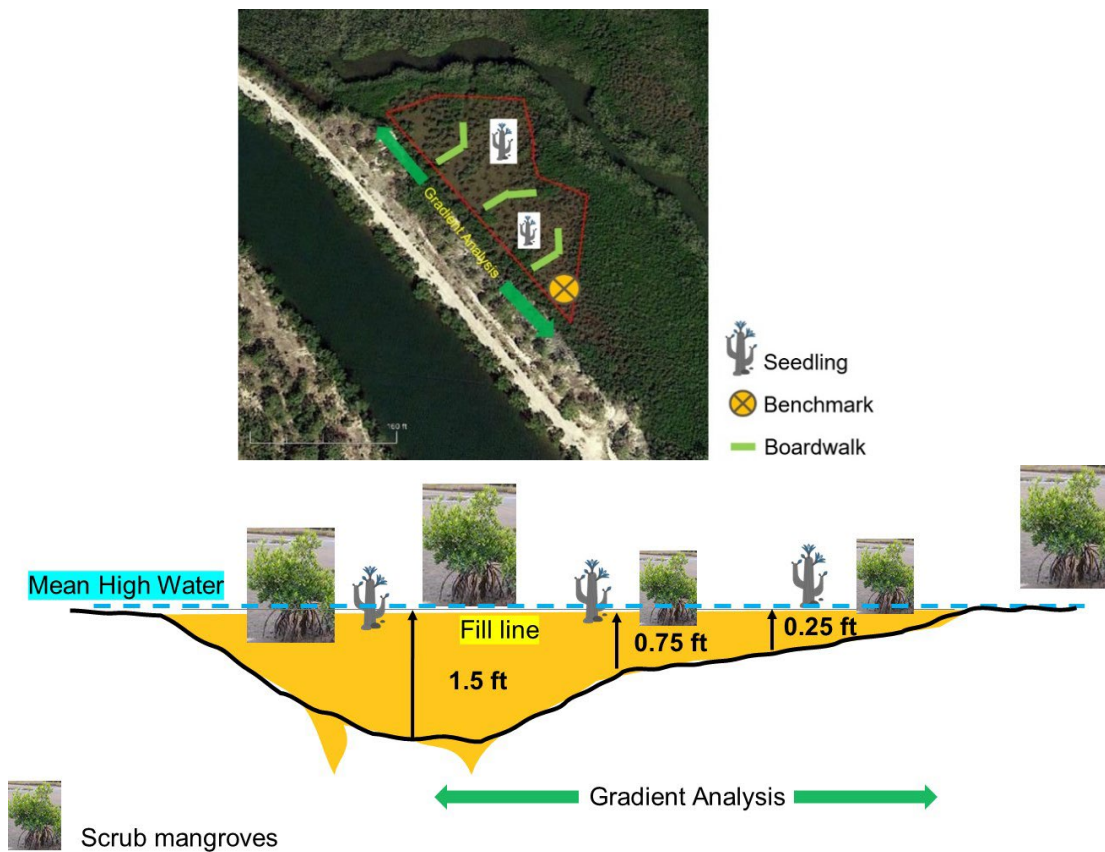 Gradient Analysis
160 ft
Seedling
Benchmark
Boardwalk
Mean High Water
Fill line
0.25 ft
0.75 ft
1.5 ft
Gradient Analysis
Scrub mangroves